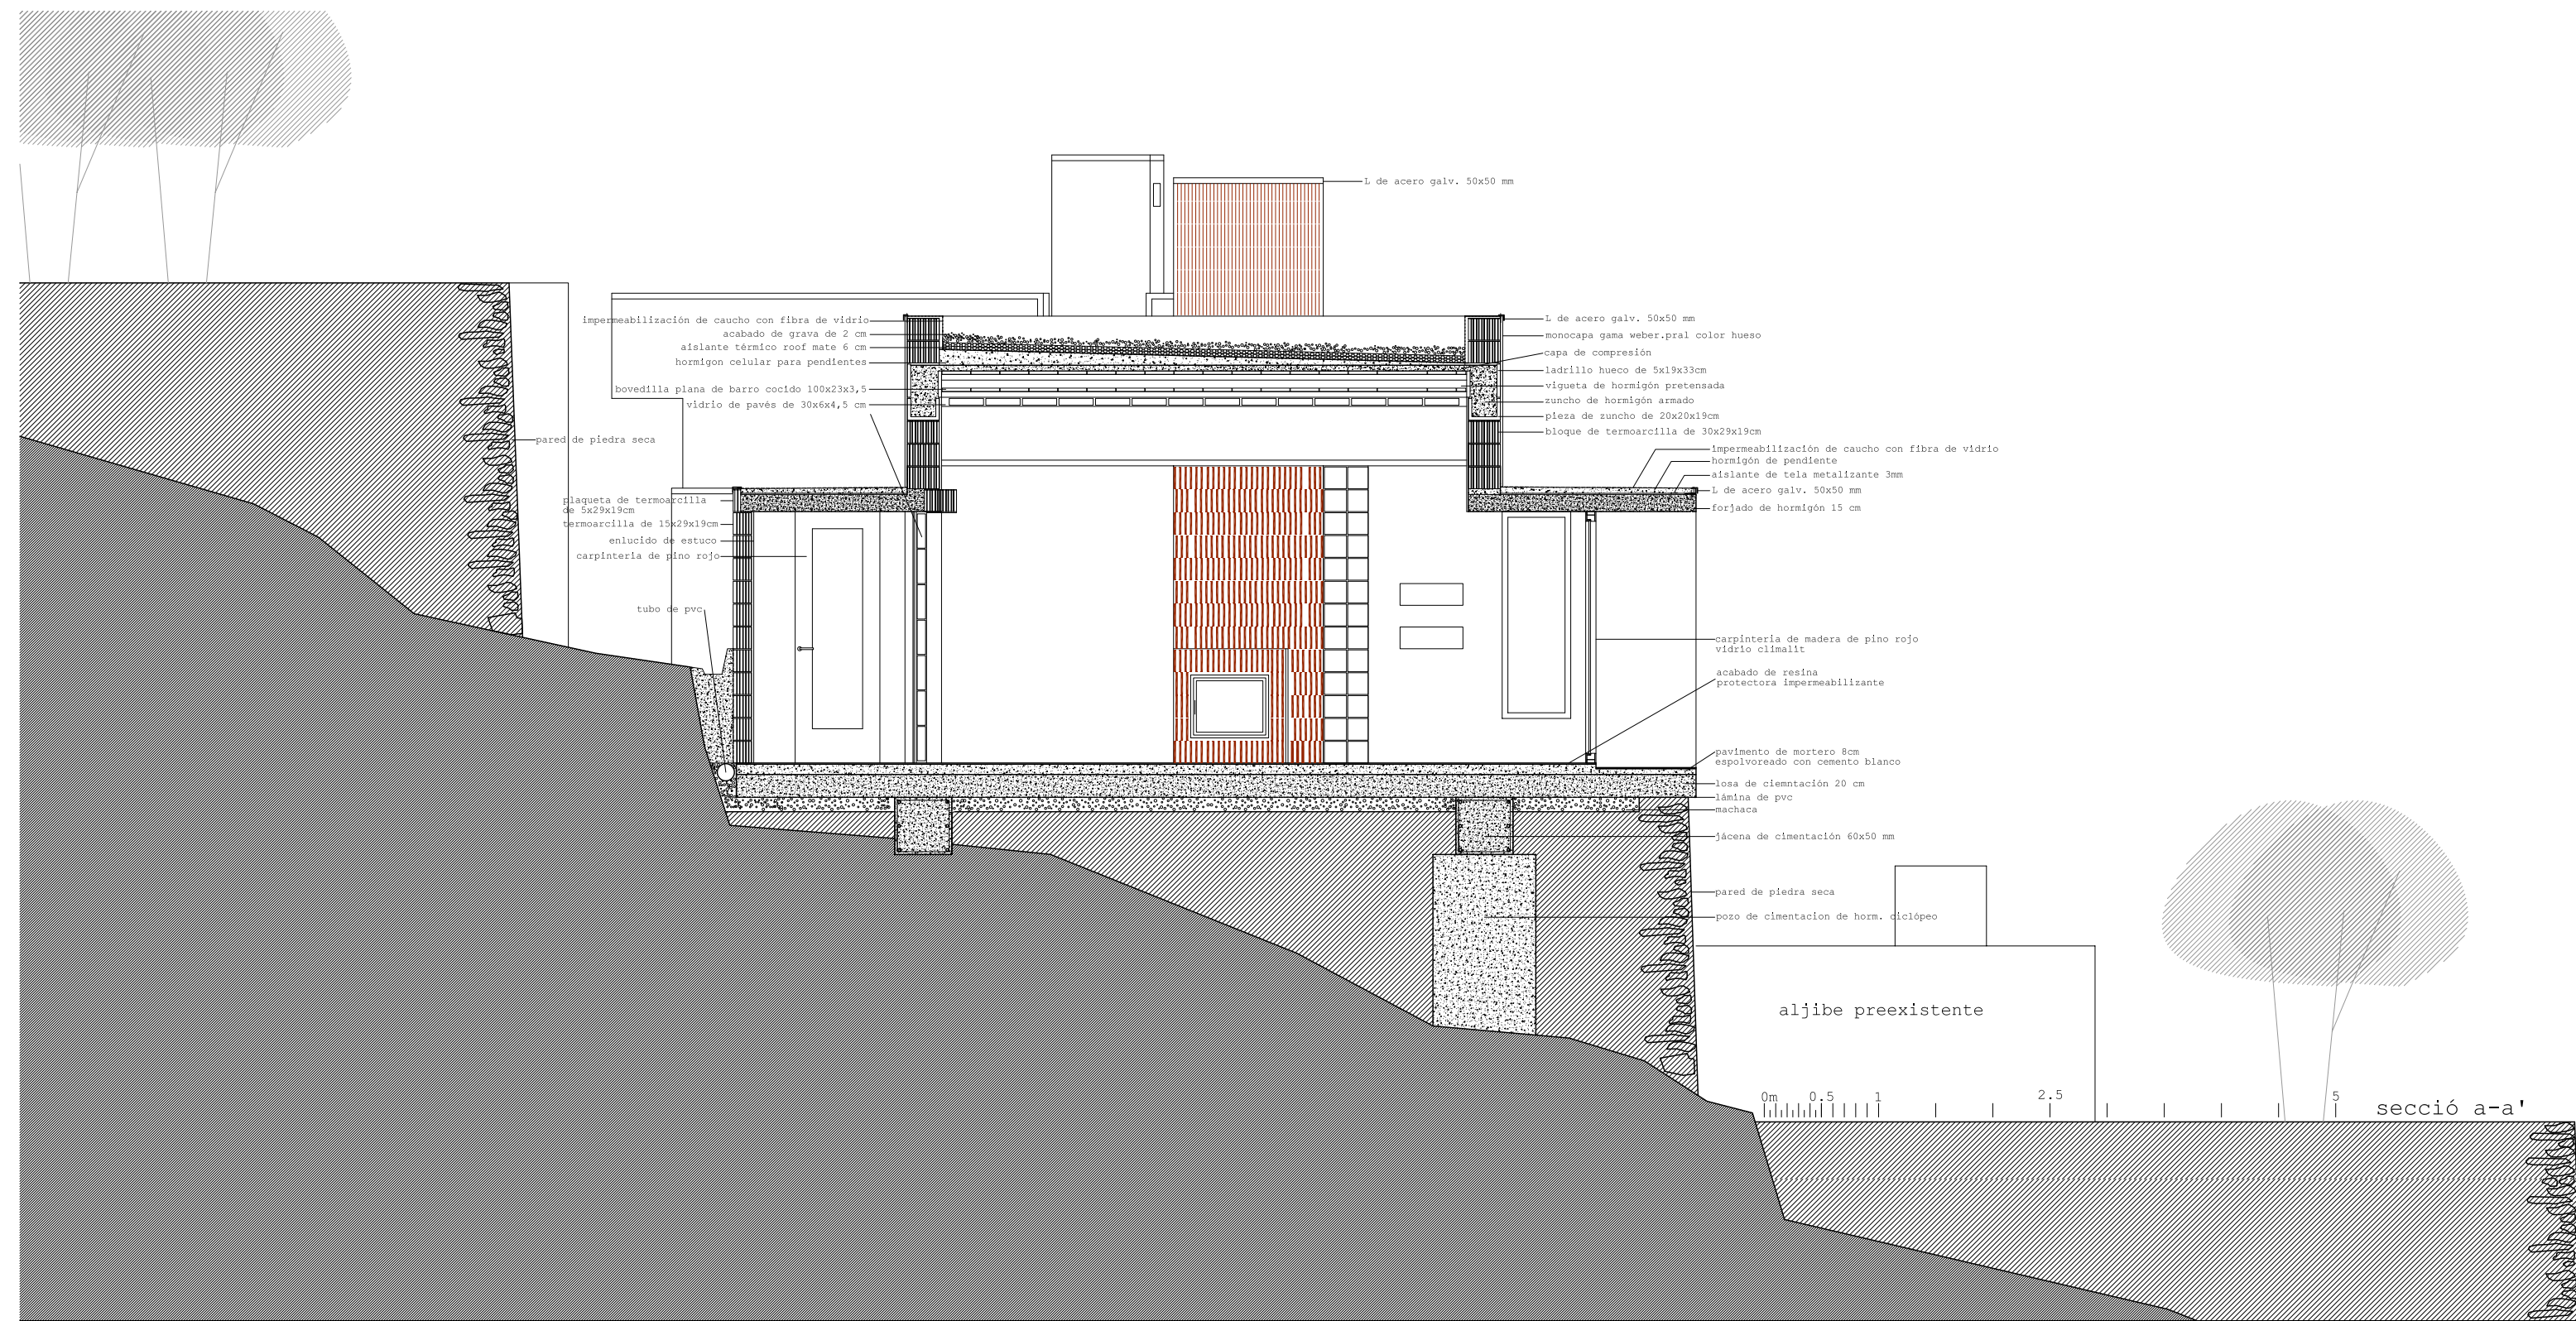 L de acero galv. 50x50 mm
impermeabilización de caucho con fibra de vidrio
acabado de grava de 2 cm
aislante térmico roof mate 6 cm
hormigon celular para pendientes
bovedilla plana de barro cocido 100x23x3,5
vidrio de pavés de 30x6x4,5 cm
pared de piedra seca
plaqueta de termoarcilla
de 5x29x19cm
termoarcilla de 15x29x19cm
enlucido de estuco
carpinteria de pino rojo
tubo de pvc
L de acero galv. 50x50 mm
monocapa gama weber.pral color hueso
capa de compresión
ladrillo hueco de 5x19x33cm
vigueta de hormigón pretensada
zuncho de hormigón armado
pieza de zuncho de 20x20x19cm
bloque de termoarcilla de 30x29x19cm
impermeabilización de caucho con fibra de vidrio
hormigón de pendiente
aislante de tela metalizante 3mm
L de acero galv. 50x50 mm
forjado de hormigón 15 cm
carpinteria de madera de pino rojo
vidrio climalit
acabado de resina
protectora impermeabilizante
pavimento de mortero 8cm
espolvoreado con cemento blanco
losa de ciemntación 20 cm
lámina de pvc
machaca
jácena de cimentación 60x50 mm
pared de piedra seca
pozo de cimentacion de horm. ciclópeo
aljibe preexistente
0m 0.5 1 2.5 5
secció a-a'